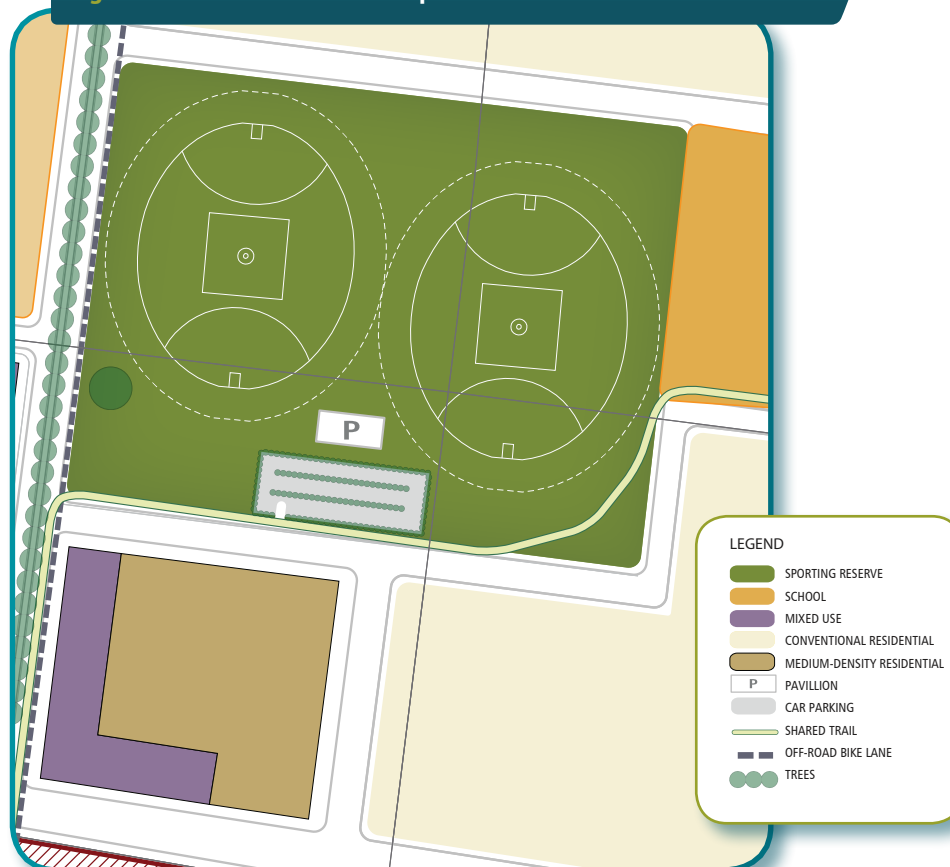 P
LEGEND
SPORTING RESERVE
SCHOOL
MIXED USE
CONVENTIONAL RESIDENTIAL
MEDIUM-DENSITY RESIDENTIAL
P PAVILLION
CAR PARKING
SHARED TRAIL
OFF-ROAD BIKE LANE
TREES